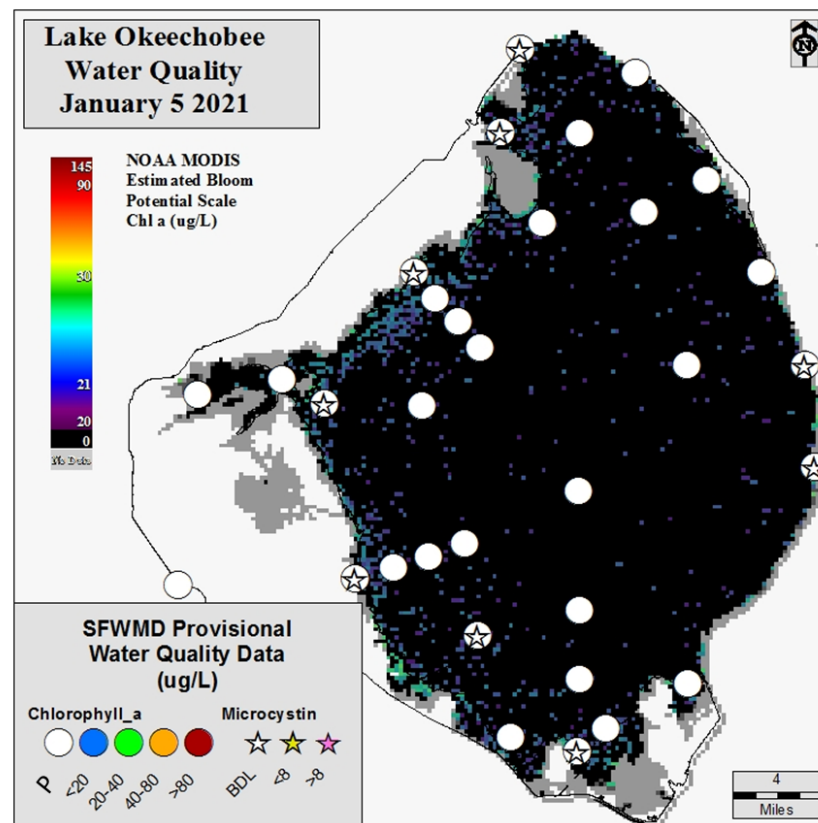 Lake Okeechobee
Water Quality
January 5 2021
N
NOAA MODIS
Estimated Bloom
Potential Scale
Chl a (ug/L)
145
90
30
21
20
0
No Data
SFWMD Provisional
Water Quality Data
(ug/L)
Chlorophyll_a Microcystin
P <20 20-40 40-80 >80 BDL <8 >8
4
Miles